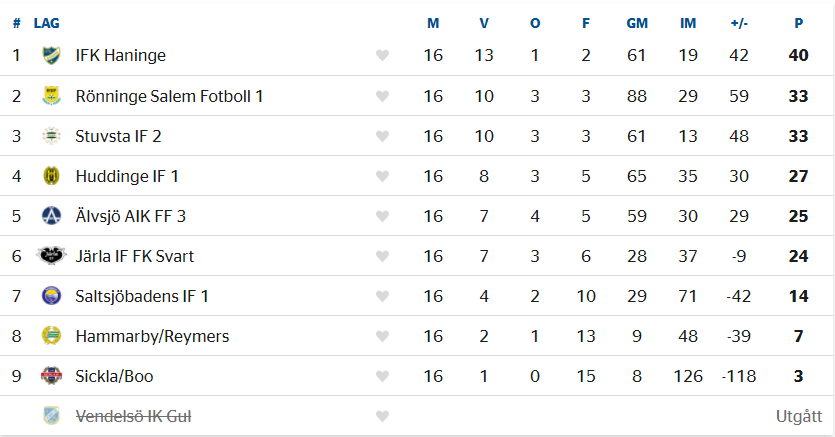 # LAG M V O F GM IM +/- P
1 IFK Haninge 16 13 1 2 61 19 42 40
2 Rönninge Salem Fotboll 1 16 10 3 3 88 29 59 33
3 Stuvsta IF 2 16 10 3 3 61 13 48 33
4 Huddinge IF 1 16 8 3 5 65 35 30 27
5 Älvsjö AIK FF 3 16 7 4 5 59 30 29 25
6 Järla IF FK Svart 16 7 3 6 28 37 -9 24
7 Saltsjöbadens IF 1 16 4 2 10 29 71 -42 14
8 Hammarby/Reymers 16 2 1 13 9 48 -39 7
9 Sickla/Boo 16 1 0 15 8 126 -118 3
Vendelsö IK Gul Utgått